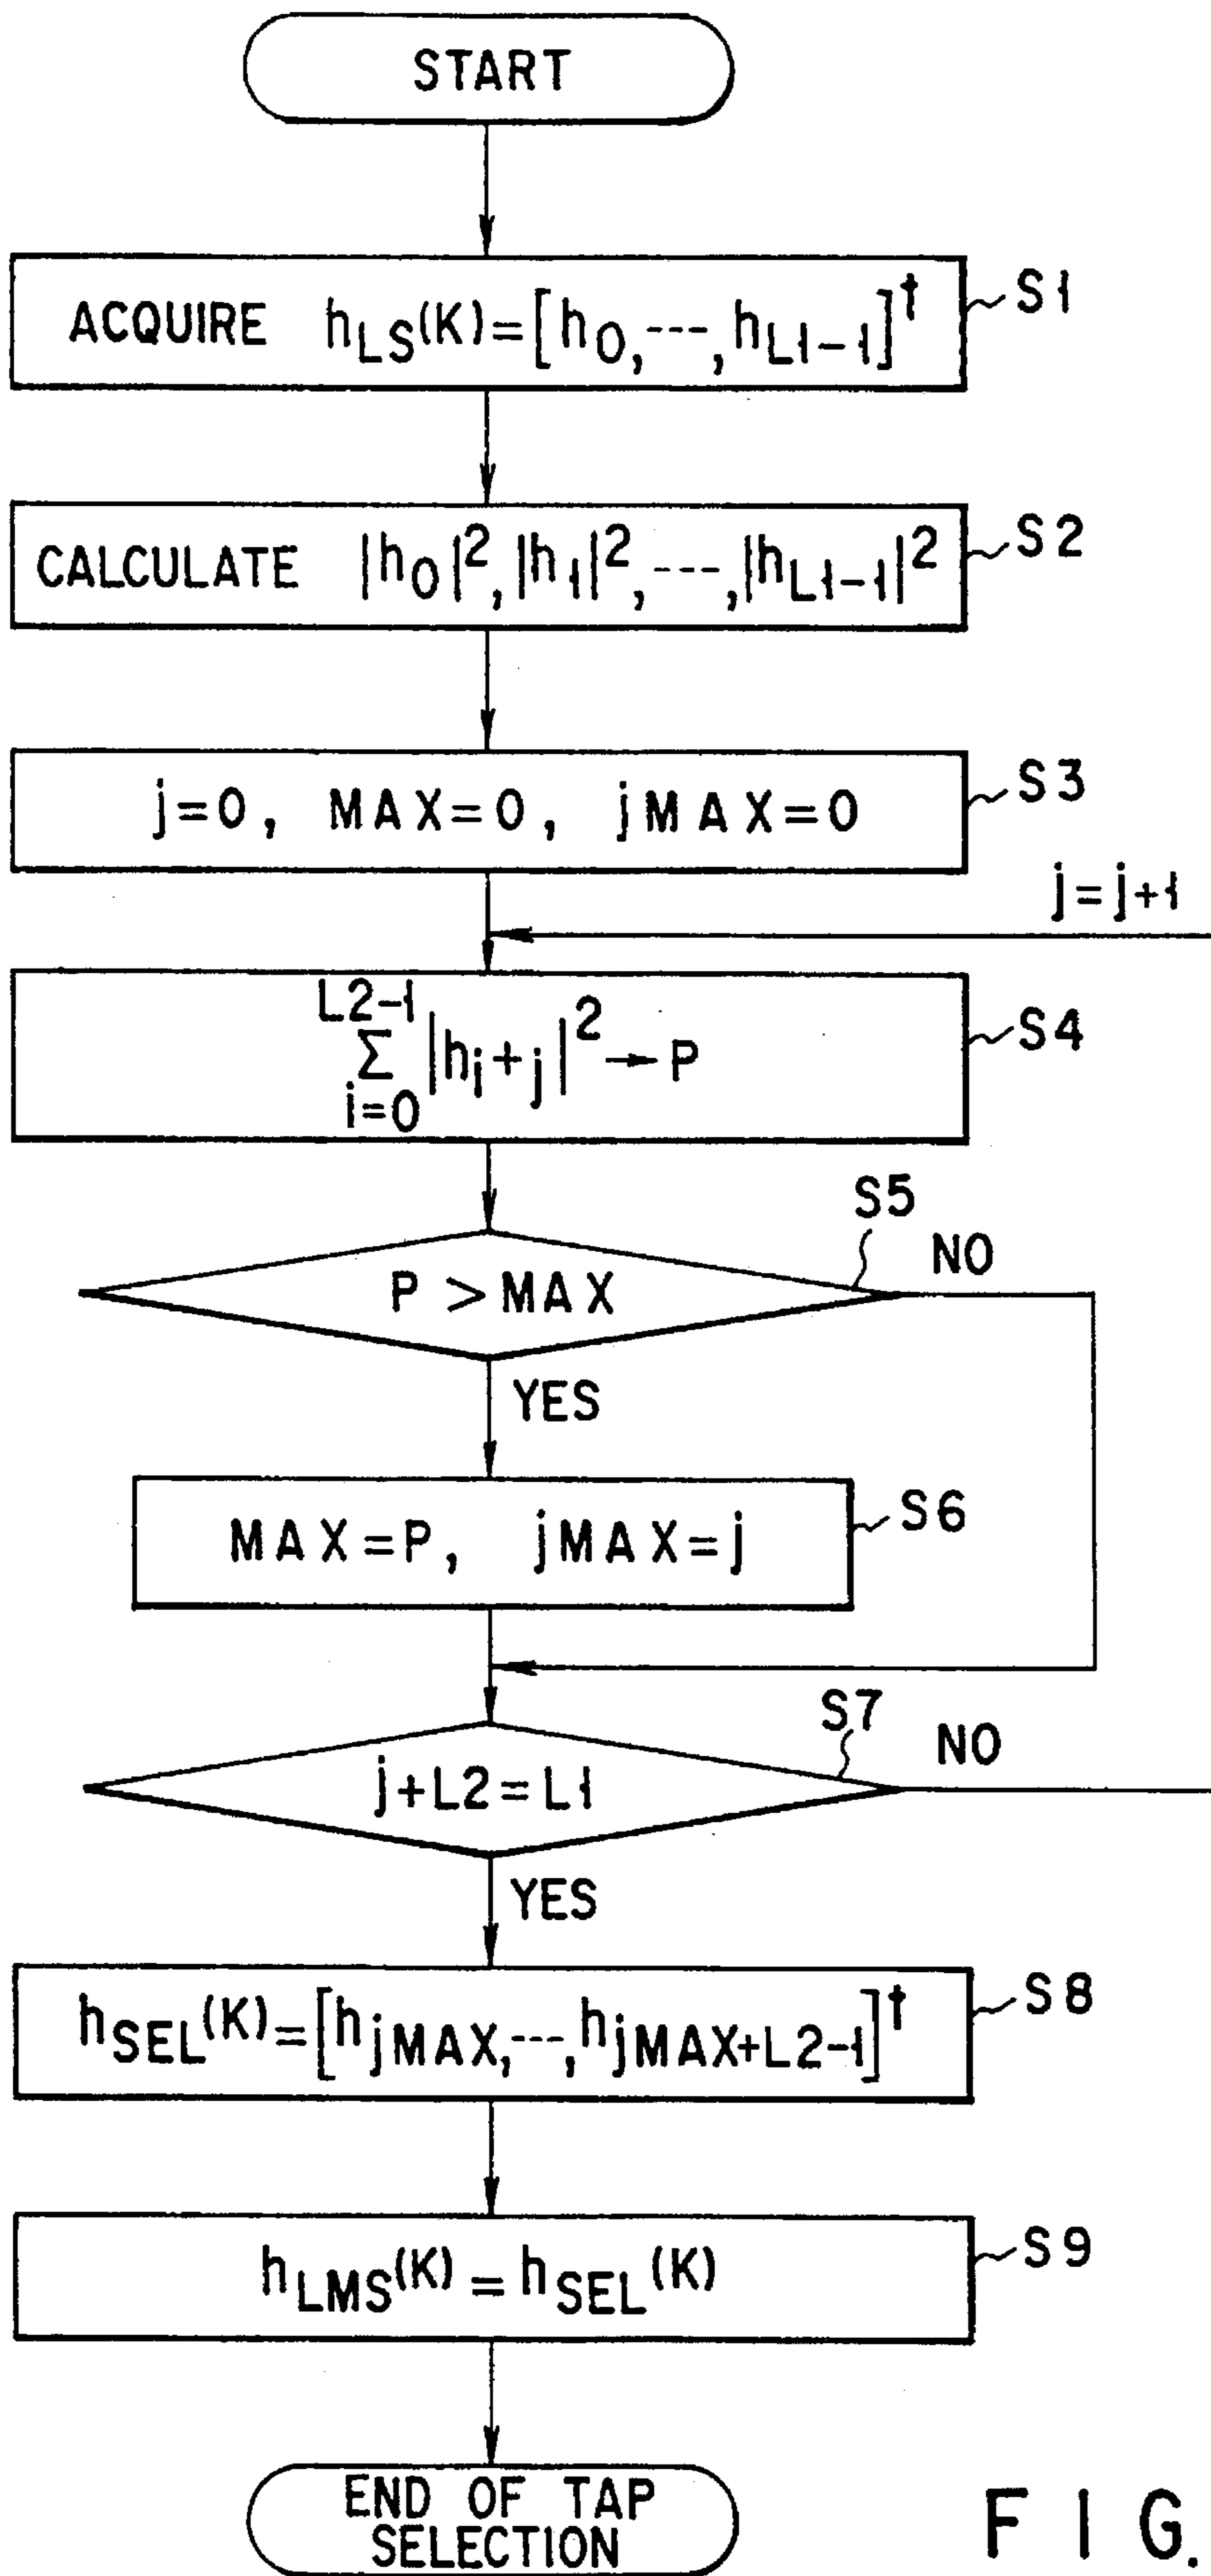 START
ACQUIRE h_LS(K)=[h_0,---,h_L1-1]^t
S1
CALCULATE |h_0|^2,|h_1|^2,---,|h_L1-1|^2
S2
j=0, MAX=0, jMAX=0
S3
j=j+1
L2-1
Σ|h_i+j|^2→P
i=0
S4
S5
NO
P>MAX
YES
MAX=P, jMAX=j
S6
S7
NO
j+L2=L1
YES
h_SEL(K)=[h_jMAX,---,h_jMAX+L2-1]^t
S8
h_LMS(K)=h_SEL(K)
S9
END OF TAP
SELECTION
FIG.